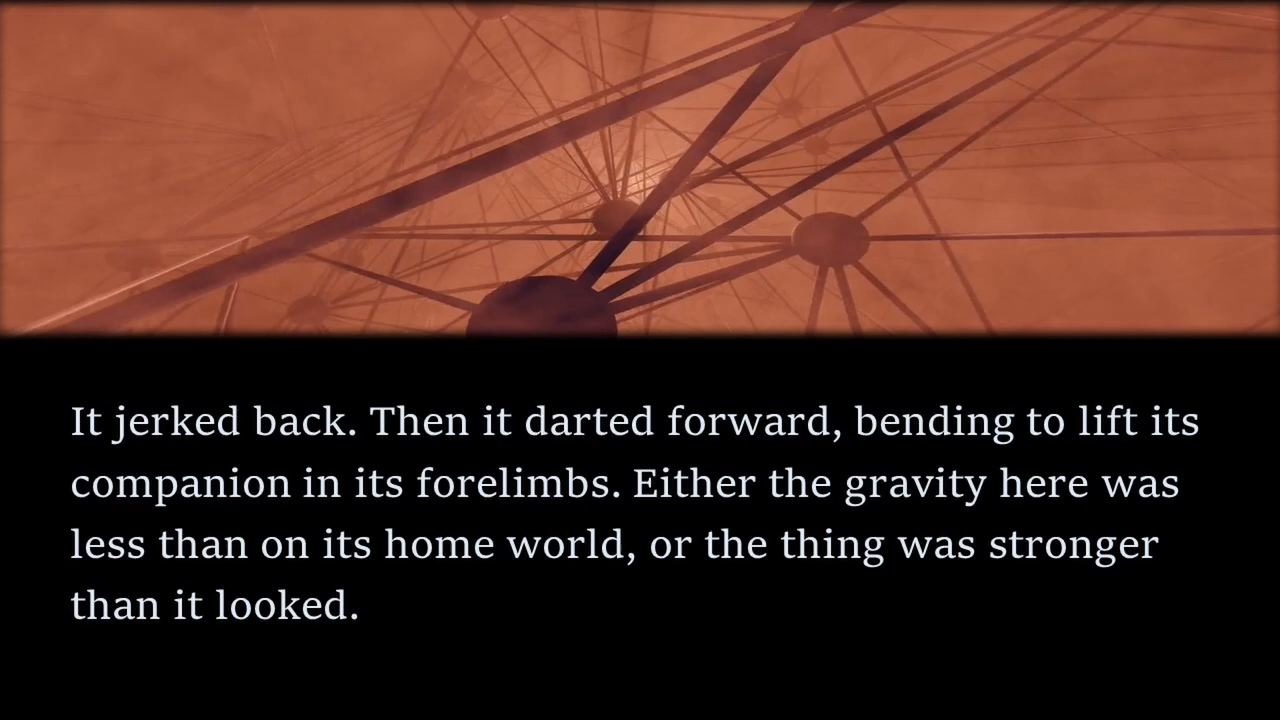 It jerked back. Then it darted forward, bending to lift its
companion in its forelimbs. Either the gravity here was
less than on its home world, or the thing was stronger
than it looked.